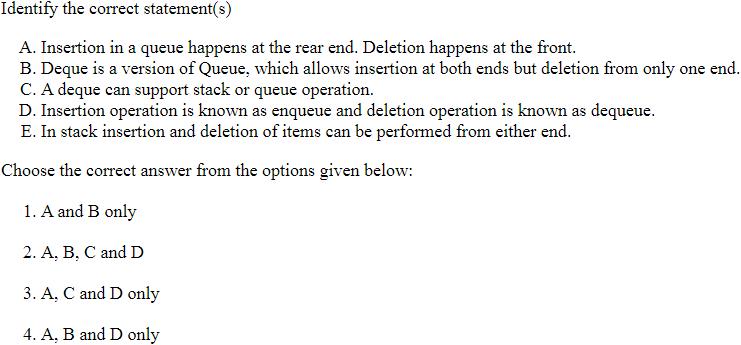 Identify the correct statement(s)
A. Insertion in a queue happens at the rear end. Deletion happens at the front.
B. Deque is a version of Queue, which allows insertion at both ends but deletion from only one end.
C. A deque can support stack or queue operation.
D. Insertion operation is known as enqueue and deletion operation is known as dequeue.
E. In stack insertion and deletion of items can be performed from either end.
Choose the correct answer from the options given below:
1. A and B only
2. A, B, C and D
3. A, C and D only
4. A, B and D only